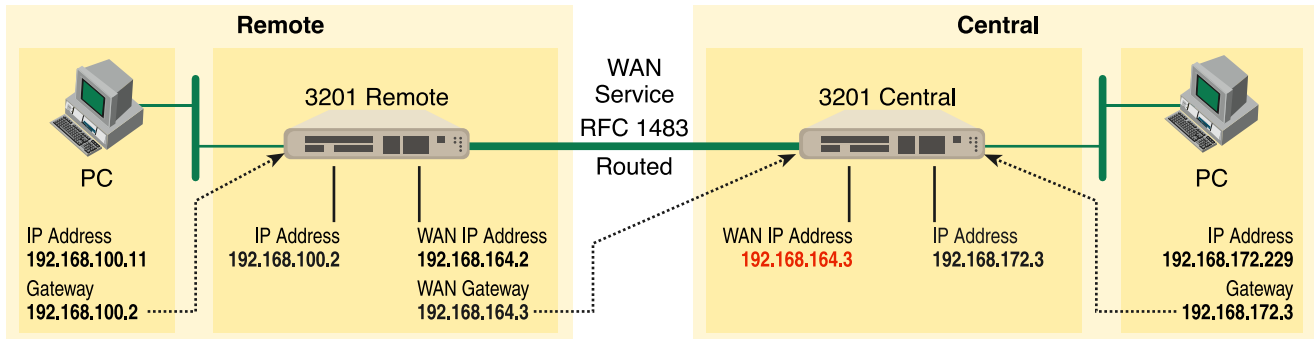 Remote
Central
WAN
Service
RFC 1483
Routed
3201 Remote
3201 Central
PC
PC
IP Address
192.168.100.11
Gateway
192.168.100.2
IP Address
192.168.100.2
WAN IP Address
192.168.164.2
WAN Gateway
192.168.164.3
WAN IP Address
192.168.164.3
IP Address
192.168.172.3
IP Address
192.168.172.229
Gateway
192.168.172.3